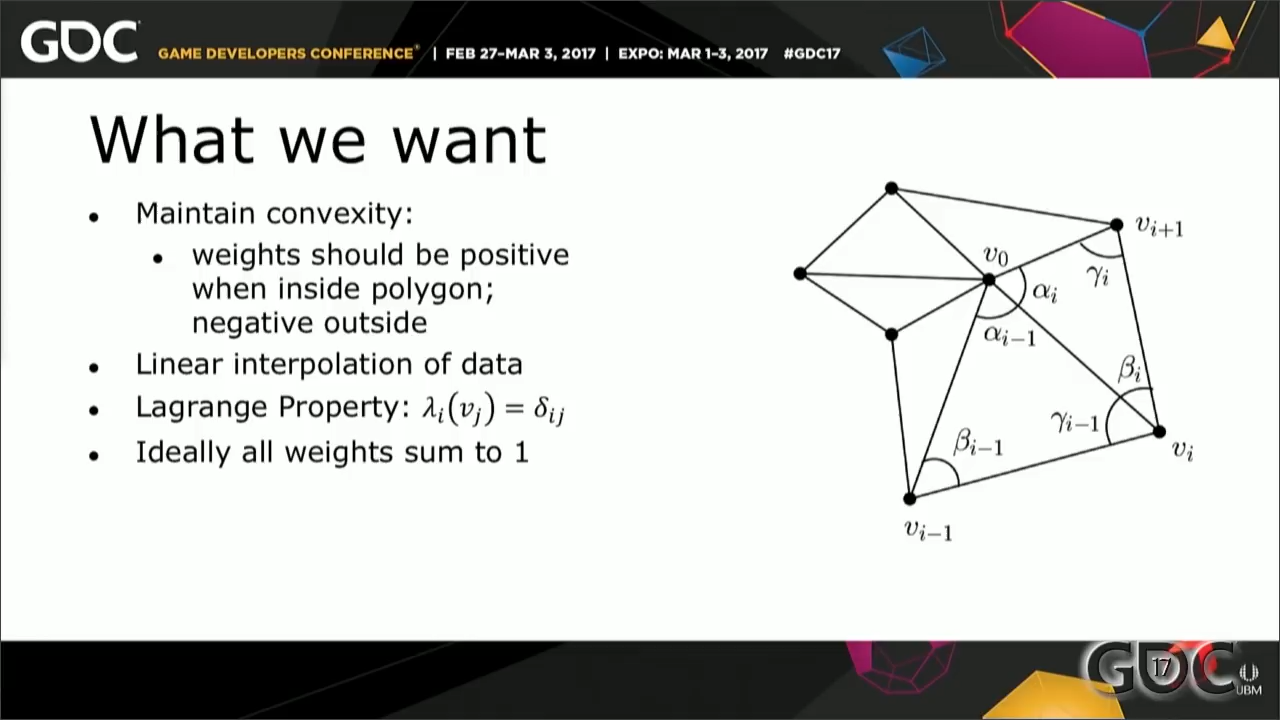 GDC GAME DEVELOPERS CONFERENCE® | FEB 27–MAR 3, 2017 | EXPO: MAR 1–3, 2017 #GDC17
What we want
• Maintain convexity:
• weights should be positive
when inside polygon;
negative outside
• Linear interpolation of data
• Lagrange Property: λᵢ(vⱼ) = δᵢⱼ
• Ideally all weights sum to 1
v₀
vᵢ₊₁
γᵢ
αᵢ
αᵢ₋₁
βᵢ
γᵢ₋₁
βᵢ₋₁
vᵢ
vᵢ₋₁
GDC
17
UBM